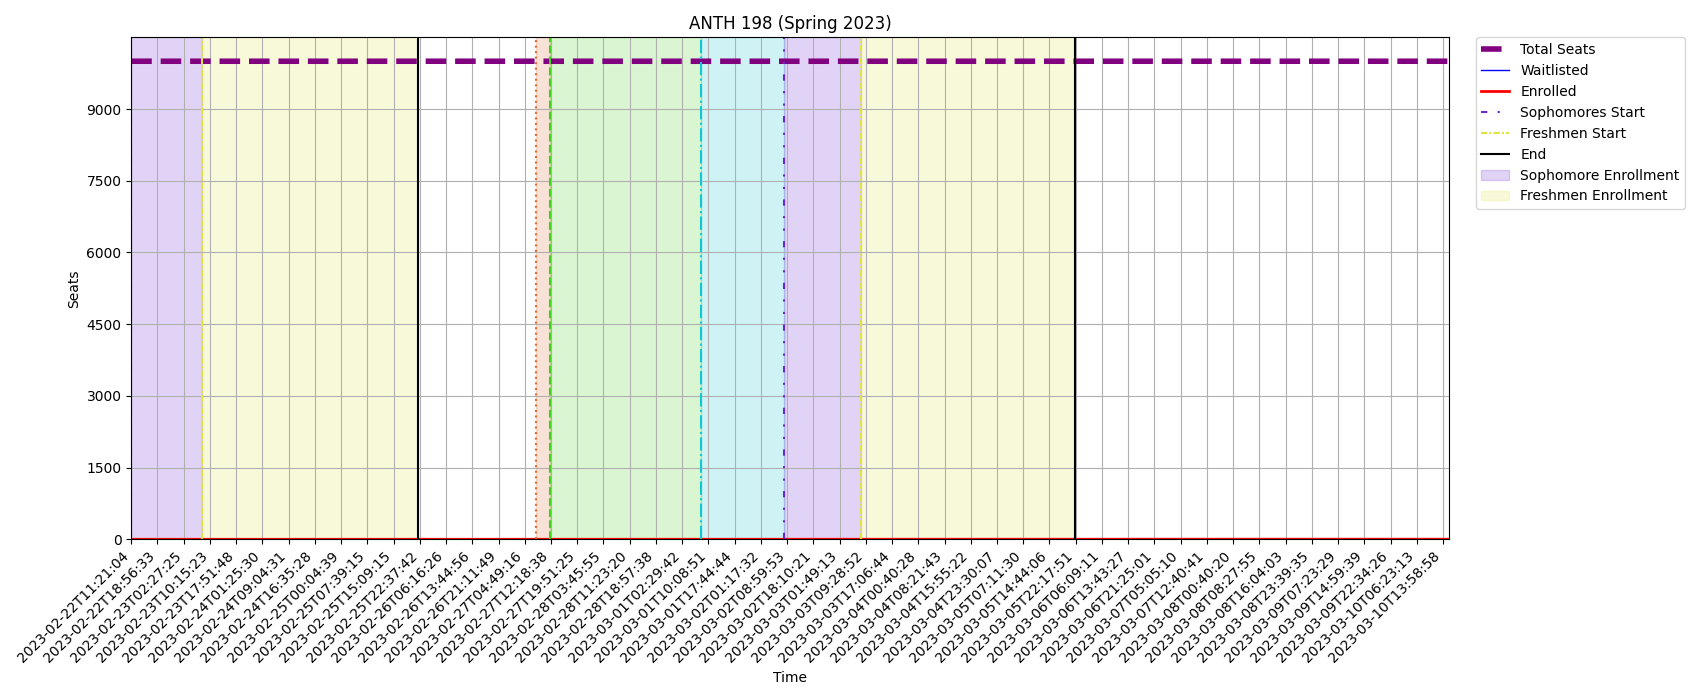 ANTH 198 (Spring 2023)
Total Seats
Waitlisted
Enrolled
Sophomores Start
Freshmen Start
End
Sophomore Enrollment
Freshmen Enrollment
Seats
9000
7500
6000
4500
3000
1500
0
2023-02-22T11:21:04
2023-02-22T18:56:33
2023-02-23T02:27:25
2023-02-23T10:15:23
2023-02-23T17:51:48
2023-02-24T01:25:30
2023-02-24T09:04:31
2023-02-24T16:35:28
2023-02-25T00:04:39
2023-02-25T07:39:15
2023-02-25T15:09:15
2023-02-25T22:37:42
2023-02-26T06:16:26
2023-02-26T13:44:56
2023-02-26T21:11:49
2023-02-27T04:49:16
2023-02-27T12:18:38
2023-02-27T19:51:25
2023-02-28T03:45:55
2023-02-28T11:23:20
2023-02-28T18:57:38
2023-03-01T02:29:42
2023-03-01T10:08:51
2023-03-01T17:44:44
2023-03-02T01:17:32
2023-03-02T08:59:53
2023-03-02T18:10:21
2023-03-03T01:49:13
2023-03-03T09:28:52
2023-03-03T17:06:44
2023-03-04T00:40:28
2023-03-04T08:21:43
2023-03-04T15:55:22
2023-03-04T23:30:07
2023-03-05T07:11:30
2023-03-05T14:44:06
2023-03-05T22:17:51
2023-03-06T06:09:11
2023-03-06T13:43:27
2023-03-06T21:25:01
2023-03-07T05:05:10
2023-03-07T12:40:41
2023-03-08T00:40:20
2023-03-08T08:27:55
2023-03-08T16:04:03
2023-03-08T23:39:35
2023-03-09T07:23:29
2023-03-09T14:59:39
2023-03-09T22:34:26
2023-03-10T06:23:13
2023-03-10T13:58:58
Time